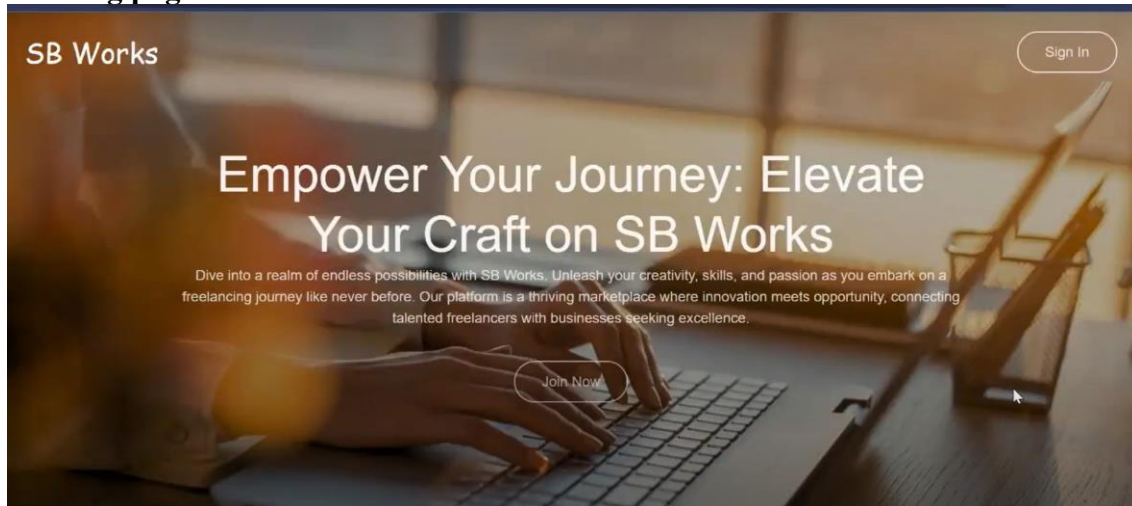 SB Works
Sign In
Empower Your Journey: Elevate
Your Craft on SB Works
Dive into a realm of endless possibilities with SB Works. Unleash your creativity, skills, and passion as you embark on a
freelancing journey like never before. Our platform is a thriving marketplace where innovation meets opportunity, connecting
talented freelancers with businesses seeking excellence.
Join Now